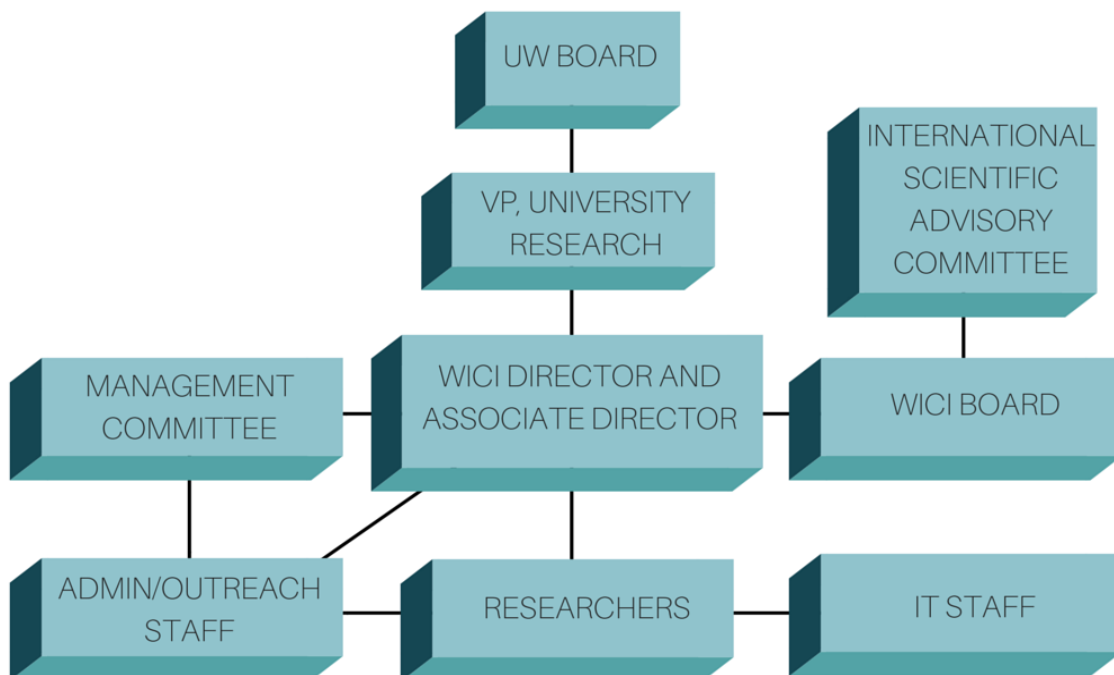 UW BOARD
INTERNATIONAL
SCIENTIFIC
ADVISORY
COMMITTEE
VP, UNIVERSITY
RESEARCH
MANAGEMENT
COMMITTEE
WICI DIRECTOR AND
ASSOCIATE DIRECTOR
WICI BOARD
ADMIN/OUTREACH
STAFF
RESEARCHERS
IT STAFF